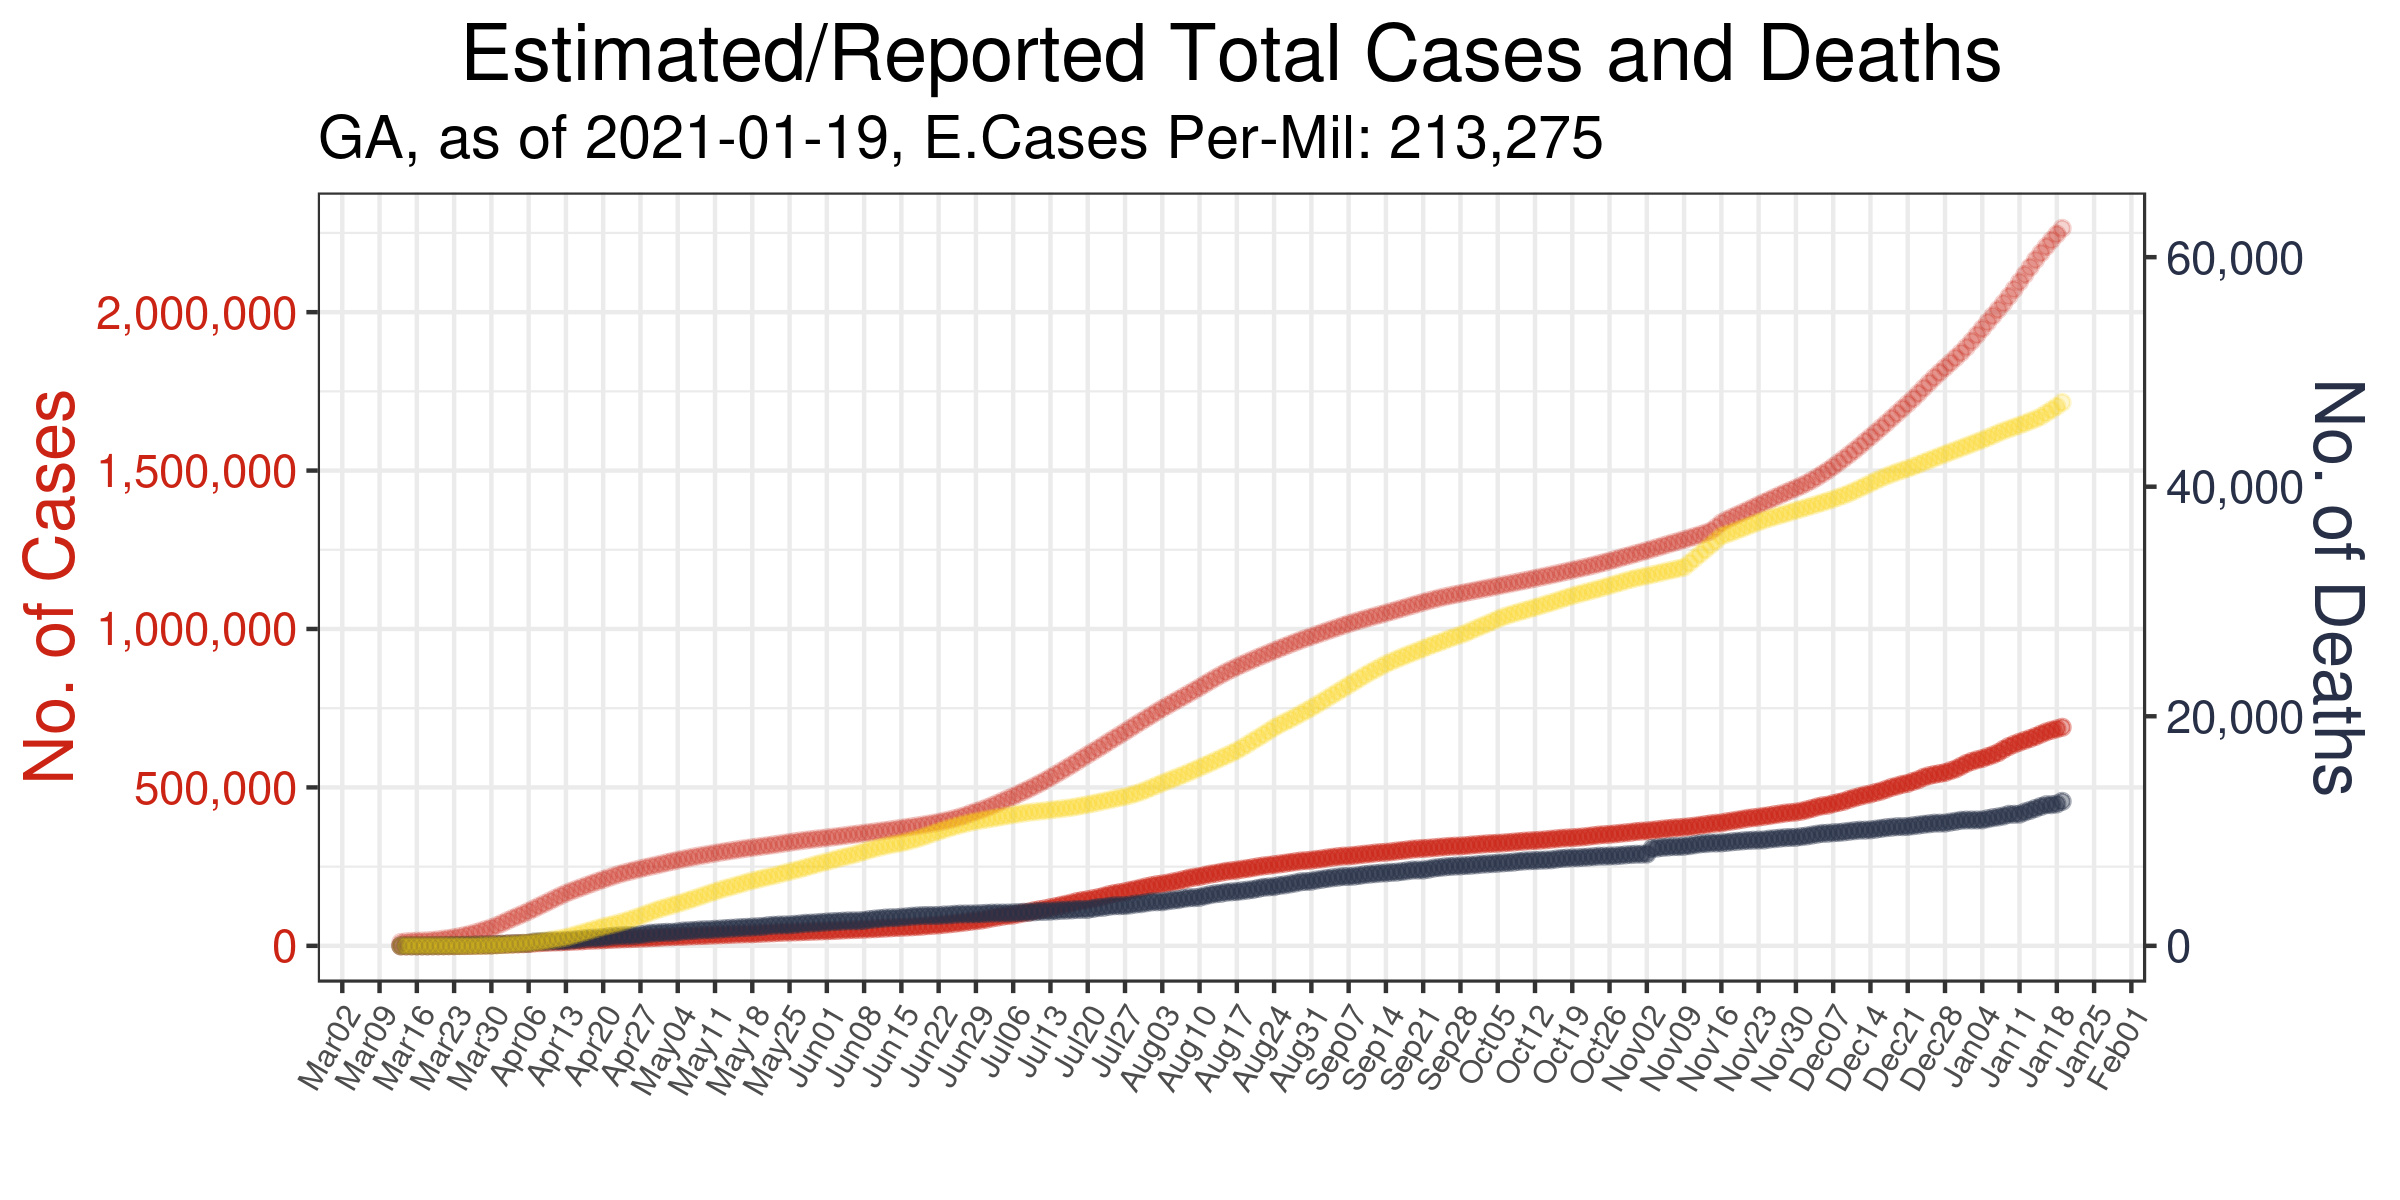 Estimated/Reported Total Cases and Deaths
GA, as of 2021-01-19, E.Cases Per-Mil: 213,275
No. of Cases
2,000,000
1,500,000
1,000,000
500,000
0
60,000
40,000
20,000
0
No. of Deaths
Mar02
Mar09
Mar16
Mar23
Mar30
Apr06
Apr13
Apr20
Apr27
May04
May11
May18
May25
Jun01
Jun08
Jun15
Jun22
Jun29
Jul06
Jul13
Jul20
Jul27
Aug03
Aug10
Aug17
Aug24
Aug31
Sep07
Sep14
Sep21
Sep28
Oct05
Oct12
Oct19
Oct26
Nov02
Nov09
Nov16
Nov23
Nov30
Dec07
Dec14
Dec21
Dec28
Jan04
Jan11
Jan18
Jan25
Feb01